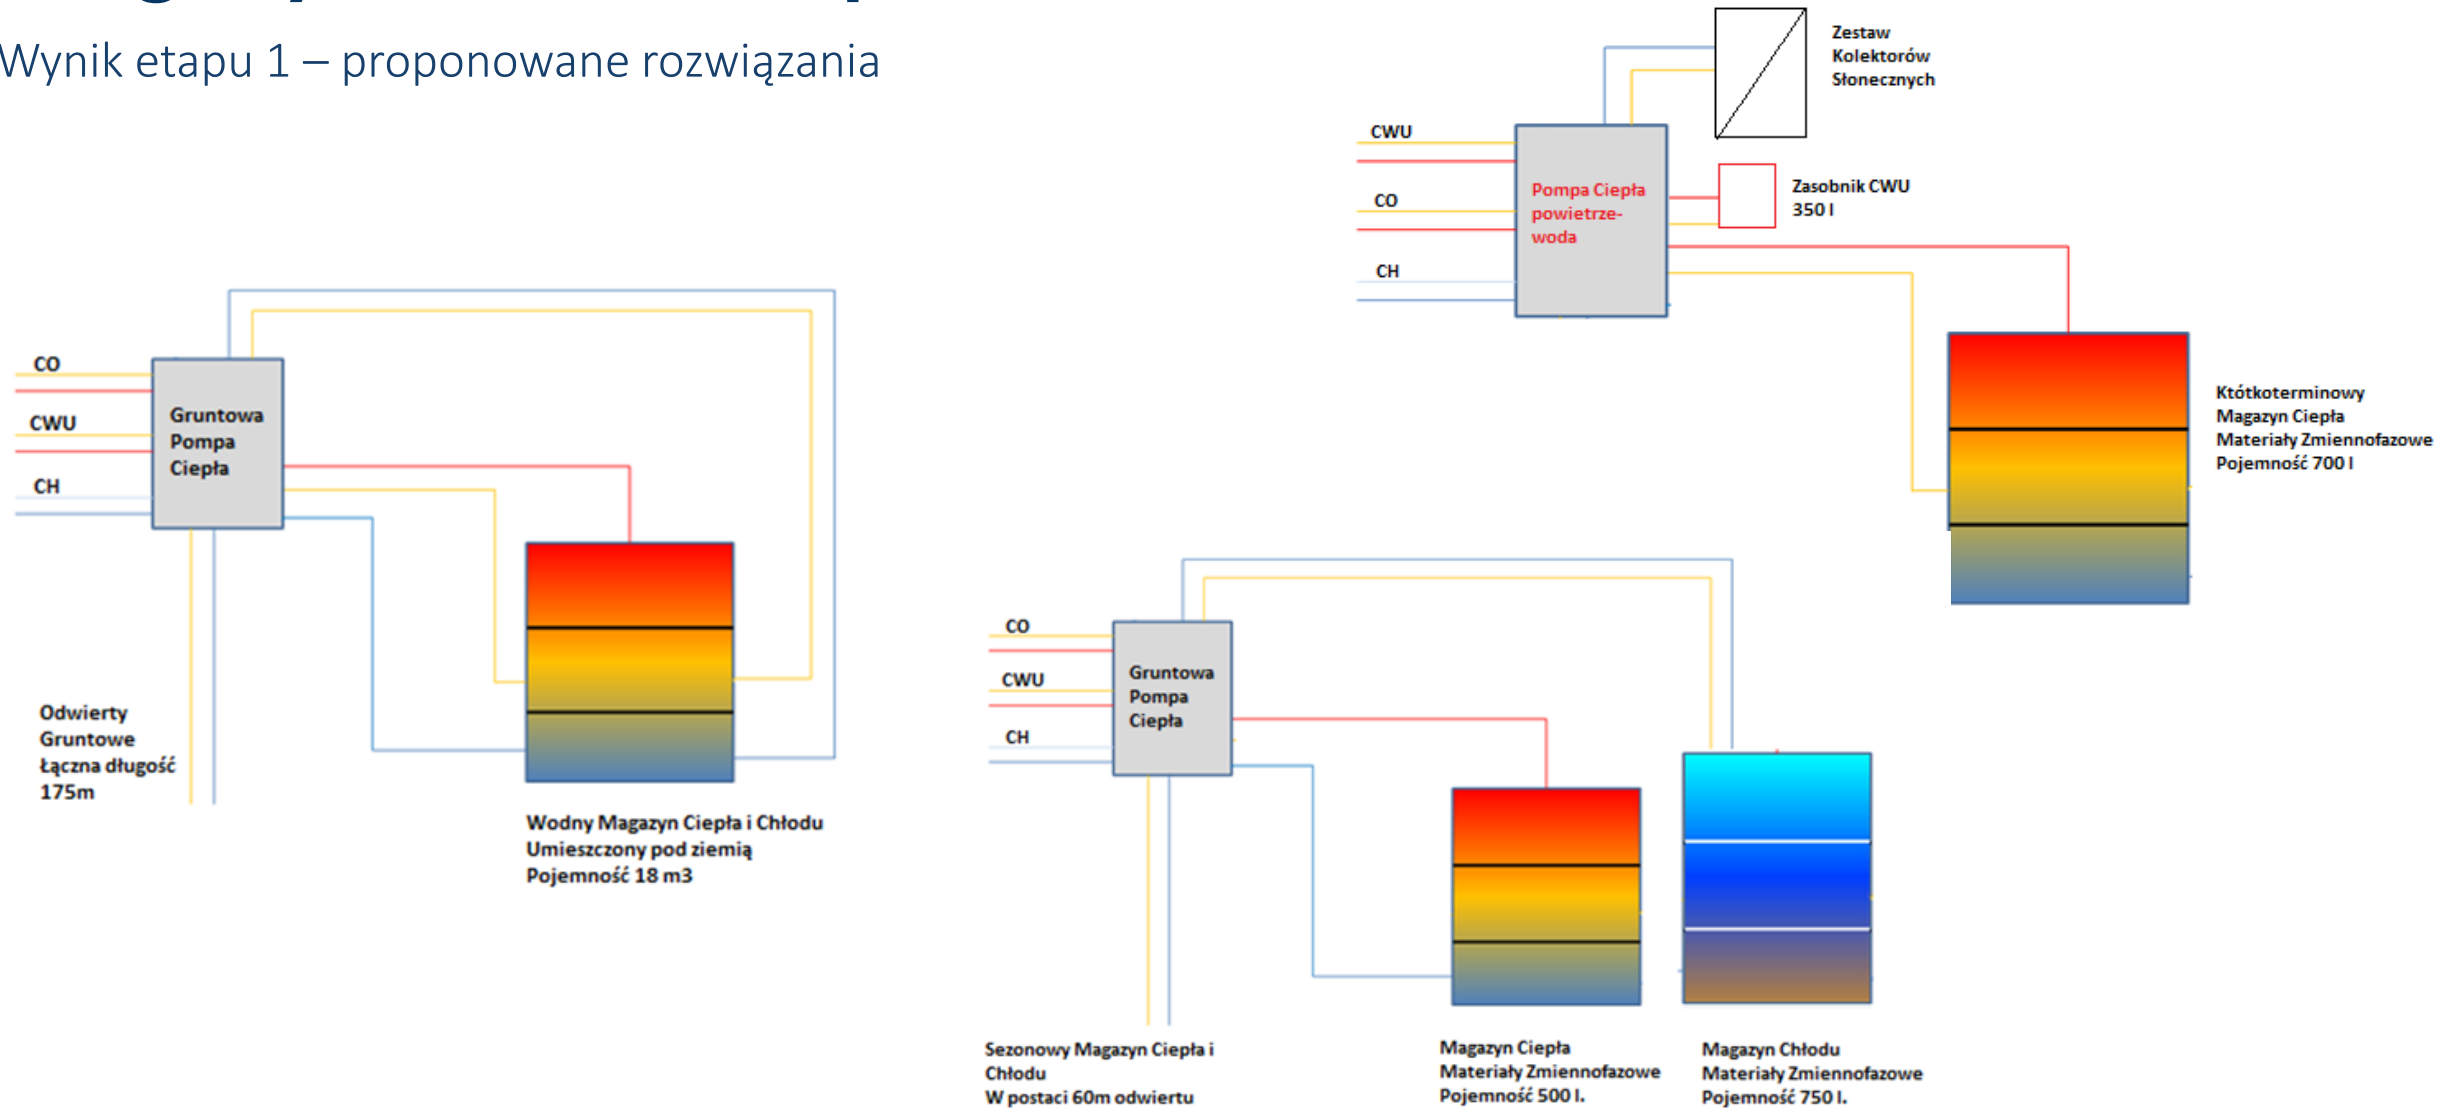 Wynik etapu 1 – proponowane rozwiązania
CO
CWU
CH
Gruntowa
Pompa
Ciepła
Odwierty
Gruntowe
Łączna długość
175m
Wodny Magazyn Ciepła i Chłodu
Umieszczony pod ziemią
Pojemność 18 m3
Zestaw
Kolektorów
Słonecznych
CWU
CO
CH
Pompa Ciepła
powietrze-
woda
Zasobnik CWU
350 l
Któtkoterminowy
Magazyn Ciepła
Materiały Zmiennofazowe
Pojemność 700 l
CO
CWU
CH
Gruntowa
Pompa
Ciepła
Sezonowy Magazyn Ciepła i
Chłodu
W postaci 60m odwiertu
Magazyn Ciepła
Materiały Zmiennofazowe
Pojemność 500 l.
Magazyn Chłodu
Materiały Zmiennofazowe
Pojemność 750 l.